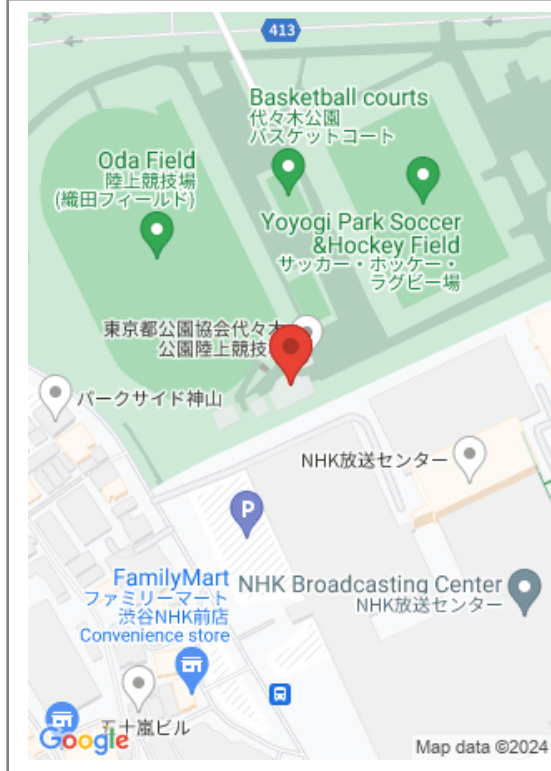 413
Basketball courts
代々木公園
バスケットコート
Oda Field
陸上競技場
(織田フィールド)
Yoyogi Park Soccer
&Hockey Field
サッカー・ホッケー・
ラグビー場
東京都公園協会代々木
公園陸上競技
パークサイド神山
NHK放送センター
P
FamilyMart
ファミリーマート
渋谷NHK前店
Convenience store
NHK Broadcasting Center
NHK放送センター
五十嵐ビル
Google
Map data ©2024